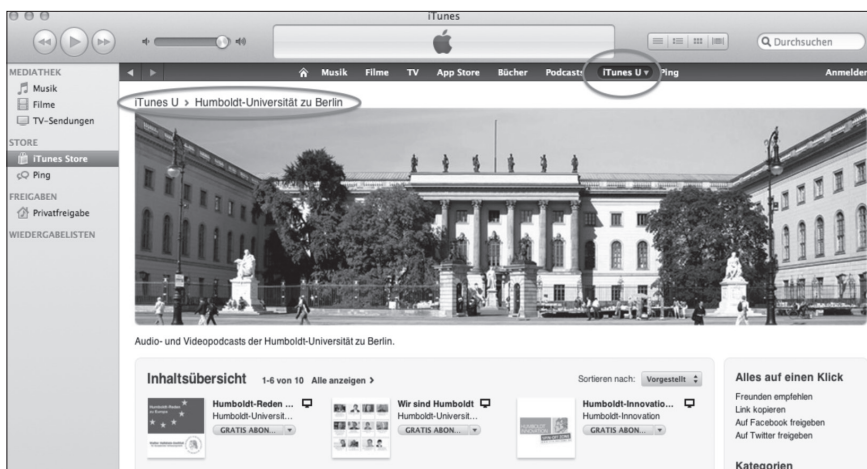 iTunes
Suchen
MEDIATHEK
Musik
Filme
TV-Sendungen
STORE
iTunes Store
Ping
FREIGABEN
Privatfreigabe
WIEDERGABELISTEN
Musik Filme TV App Store Bücher Podcasts iTunes U Ping Anmelden
iTunes U > Humboldt-Universität zu Berlin
Audio- und Videopodcasts der Humboldt-Universität zu Berlin.
Inhaltsübersicht 1-6 von 10 Alle anzeigen >
Sortieren nach: Vorgestellt
Humboldt-Reden ...
Humboldt-Universit...
GRATIS ABON...
Wir sind Humboldt
Humboldt-Universit...
GRATIS ABON...
HUMBOLDT
INNOVATION
Humboldt-Innovatio...
Humboldt-Innovation
GRATIS ABON...
Alles auf einen Klick
Freunden empfehlen
Link kopieren
Auf Facebook freigeben
Auf Twitter freigeben
Kategorien